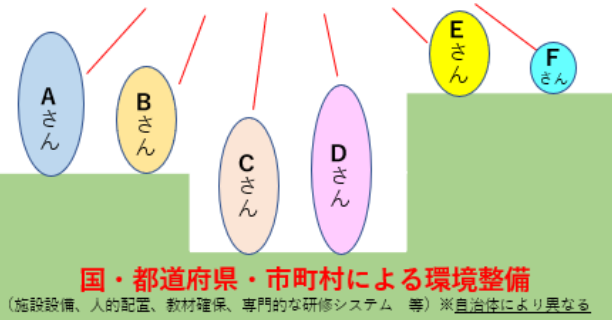 Aさん
Bさん
Cさん
Dさん
Eさん
Fさん
国・都道府県・市町村による環境整備
（施設設備、人的配置、教材確保、専門的な研修システム　等）※自治体により異なる